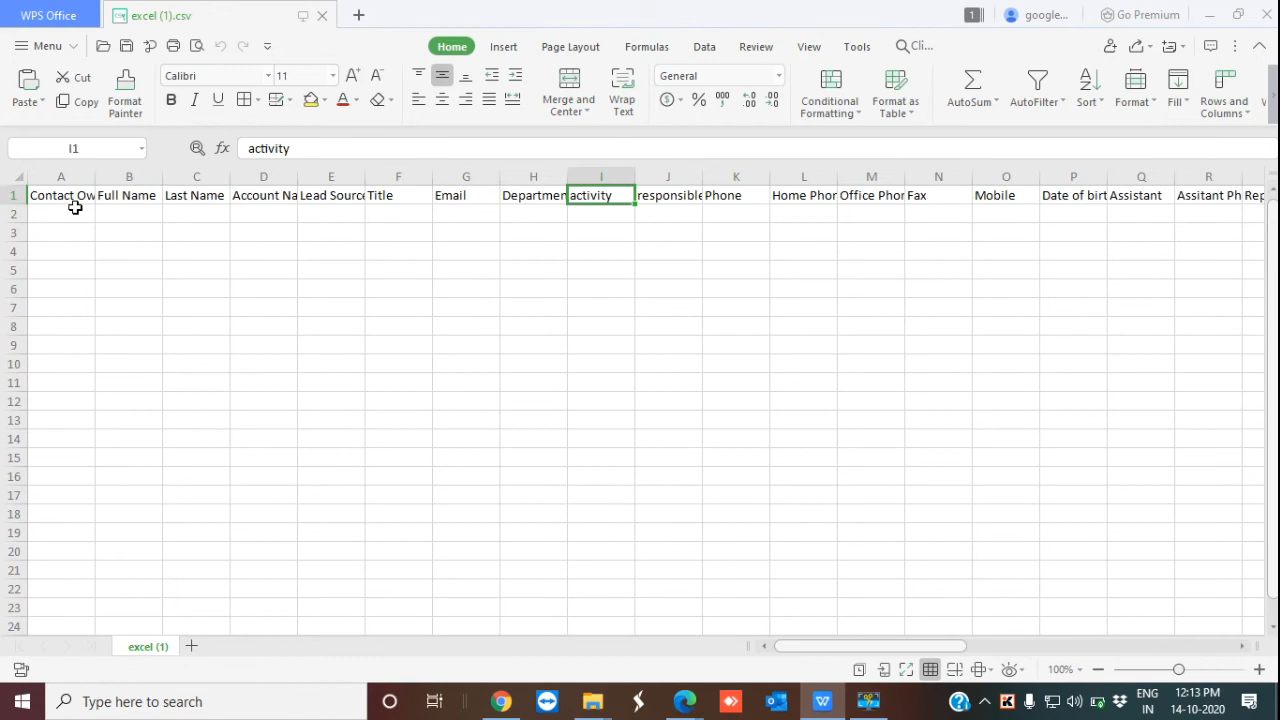 WPS Office
excel (1).csv
1
google...
Go Premium
Menu
Home
Insert
Page Layout
Formulas
Data
Review
View
Tools
Cli...
Paste
Cut
Copy
Format Painter
Calibri
11
B I U
Merge and Center
Wrap Text
General
Conditional Formatting
Format as Table
AutoSum
AutoFilter
Sort
Format
Fill
Rows and Columns
I1
fx
activity
A B C D E F G H I J K L M N O P Q R
1 Contact Ow Full Name Last Name Account Na Lead Source Title Email Departmen activity responsible Phone Home Phor Office Phor Fax Mobile Date of birt Assistant Assitant Ph Rep
2
3
4
5
6
7
8
9
10
11
12
13
14
15
16
17
18
19
20
21
22
23
24
excel (1)
100%
Type here to search
ENG
IN
12:13 PM
14-10-2020